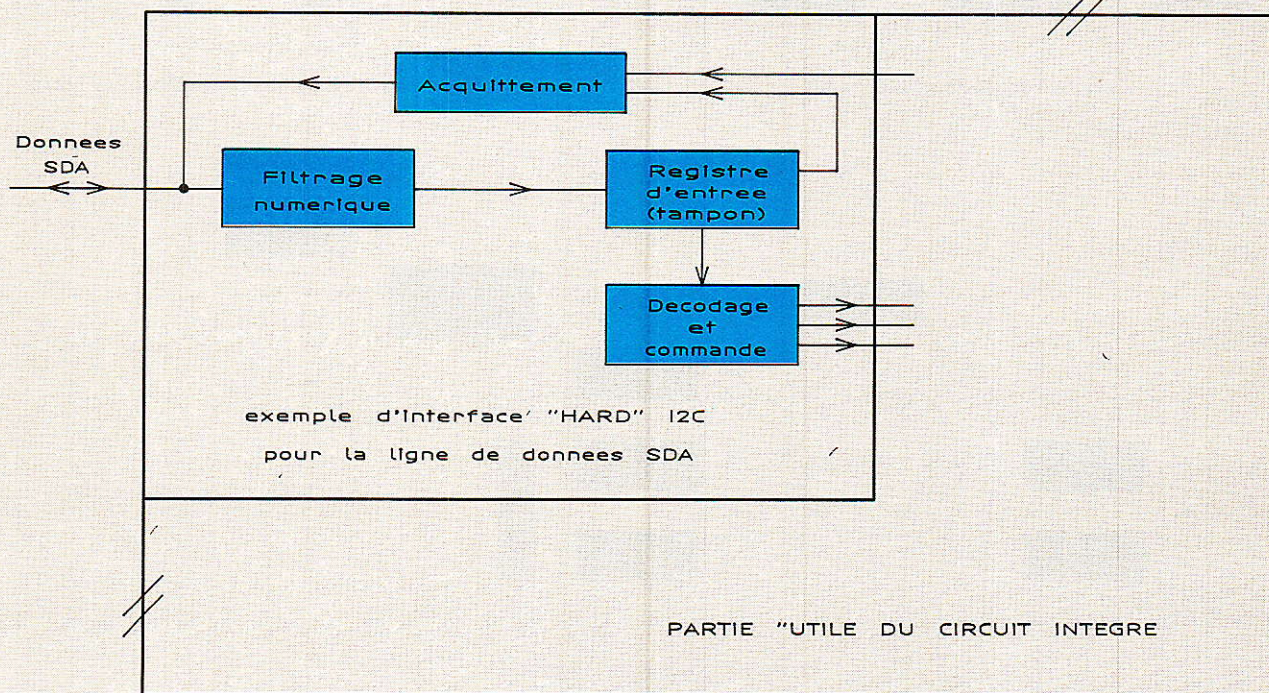 Acquittement
Donnees
SDA
Filtrage
numerique
Registre
d'entree
(tampon)
Decodage
et
commande
exemple d'interface "HARD" I2C
pour la ligne de donnees SDA
PARTIE "UTILE DU CIRCUIT INTEGRE